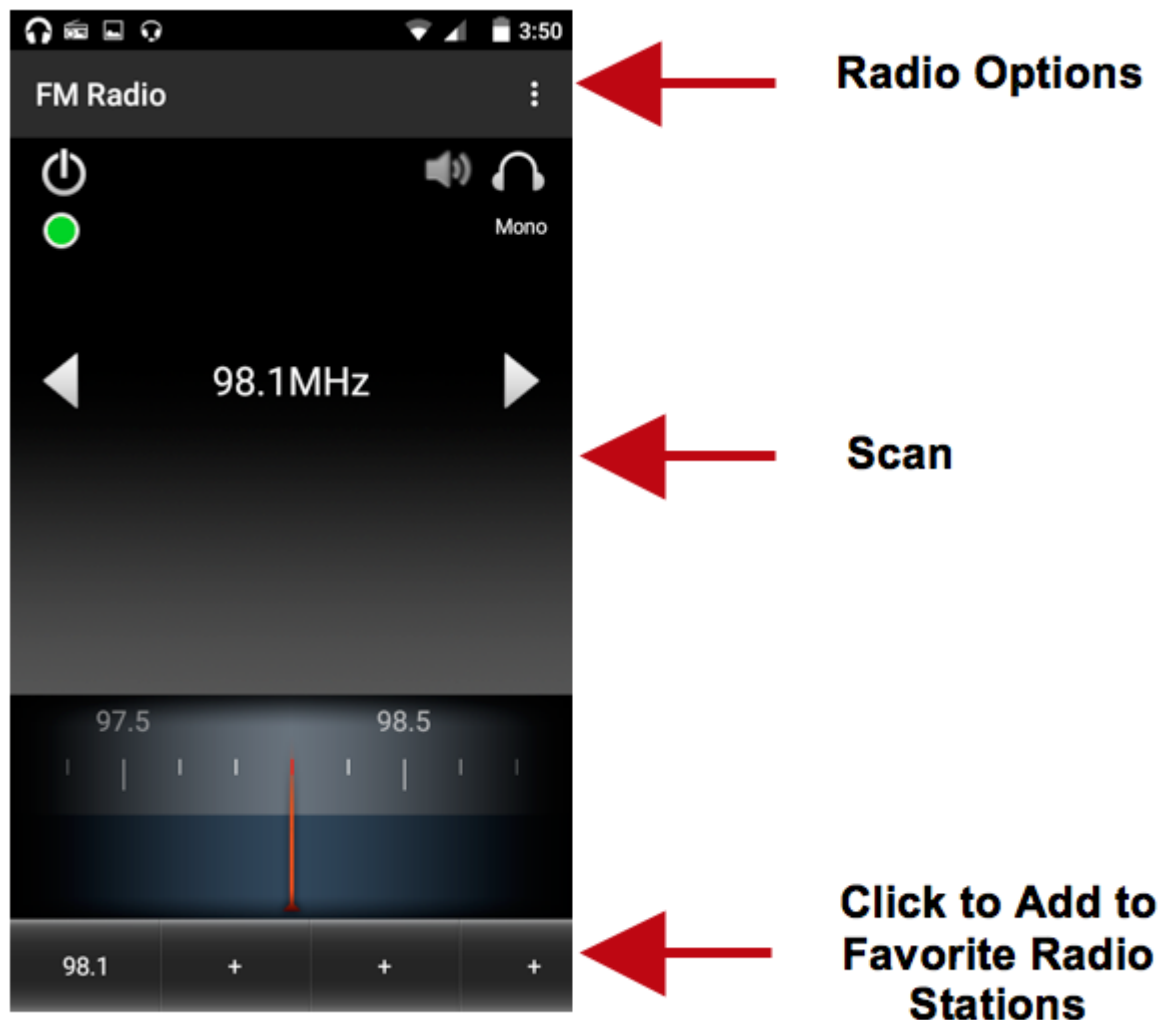 3:50
FM Radio
Radio Options
Mono
98.1MHz
Scan
97.5 98.5
98.1 + + +
Click to Add to
Favorite Radio
Stations